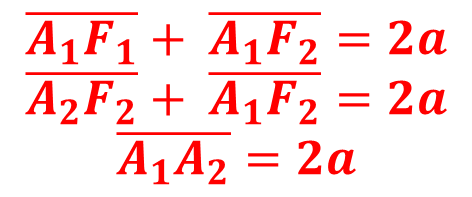 A₁F₁ + A₁F₂ = 2a
A₂F₂ + A₁F₂ = 2a
A₁A₂ = 2a